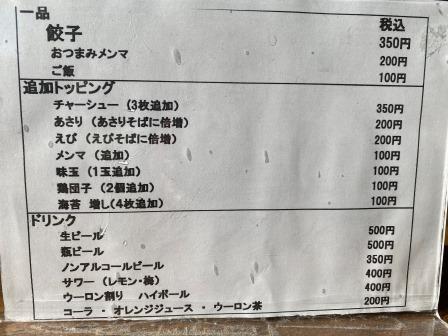 一品 税込
餃子 350円
おつまみメンマ 200円
ご飯 100円
追加トッピング
チャーシュー（3枚追加） 350円
あさり（あさりそばに倍増） 200円
えび（えびそばに倍増） 200円
メンマ（追加） 100円
味玉（1玉追加） 100円
鶏団子（2個追加） 100円
海苔 増し（4枚追加） 100円
ドリンク
生ビール 500円
瓶ビール 500円
ノンアルコールビール 350円
サワー（レモン・梅） 400円
ウーロン割り ハイボール 400円
コーラ・オレンジジュース・ウーロン茶 200円